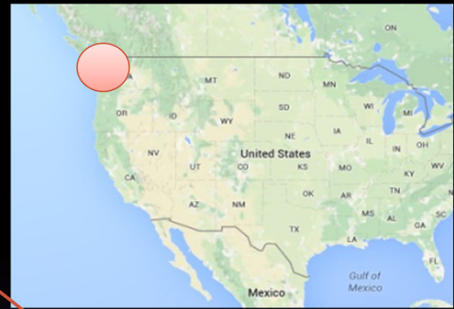 ON
A
MT
ND
MN
OR
ID
SD
WI
MI
WY
IA
NE
IL
IN
OH
NV
UT
United States
CO
KS
MO
WV
KY
CA
OK
TN
AZ
NM
AR
SC
MS
AL
GA
TX
LA
FL
Gulf of
Mexico
Mexico